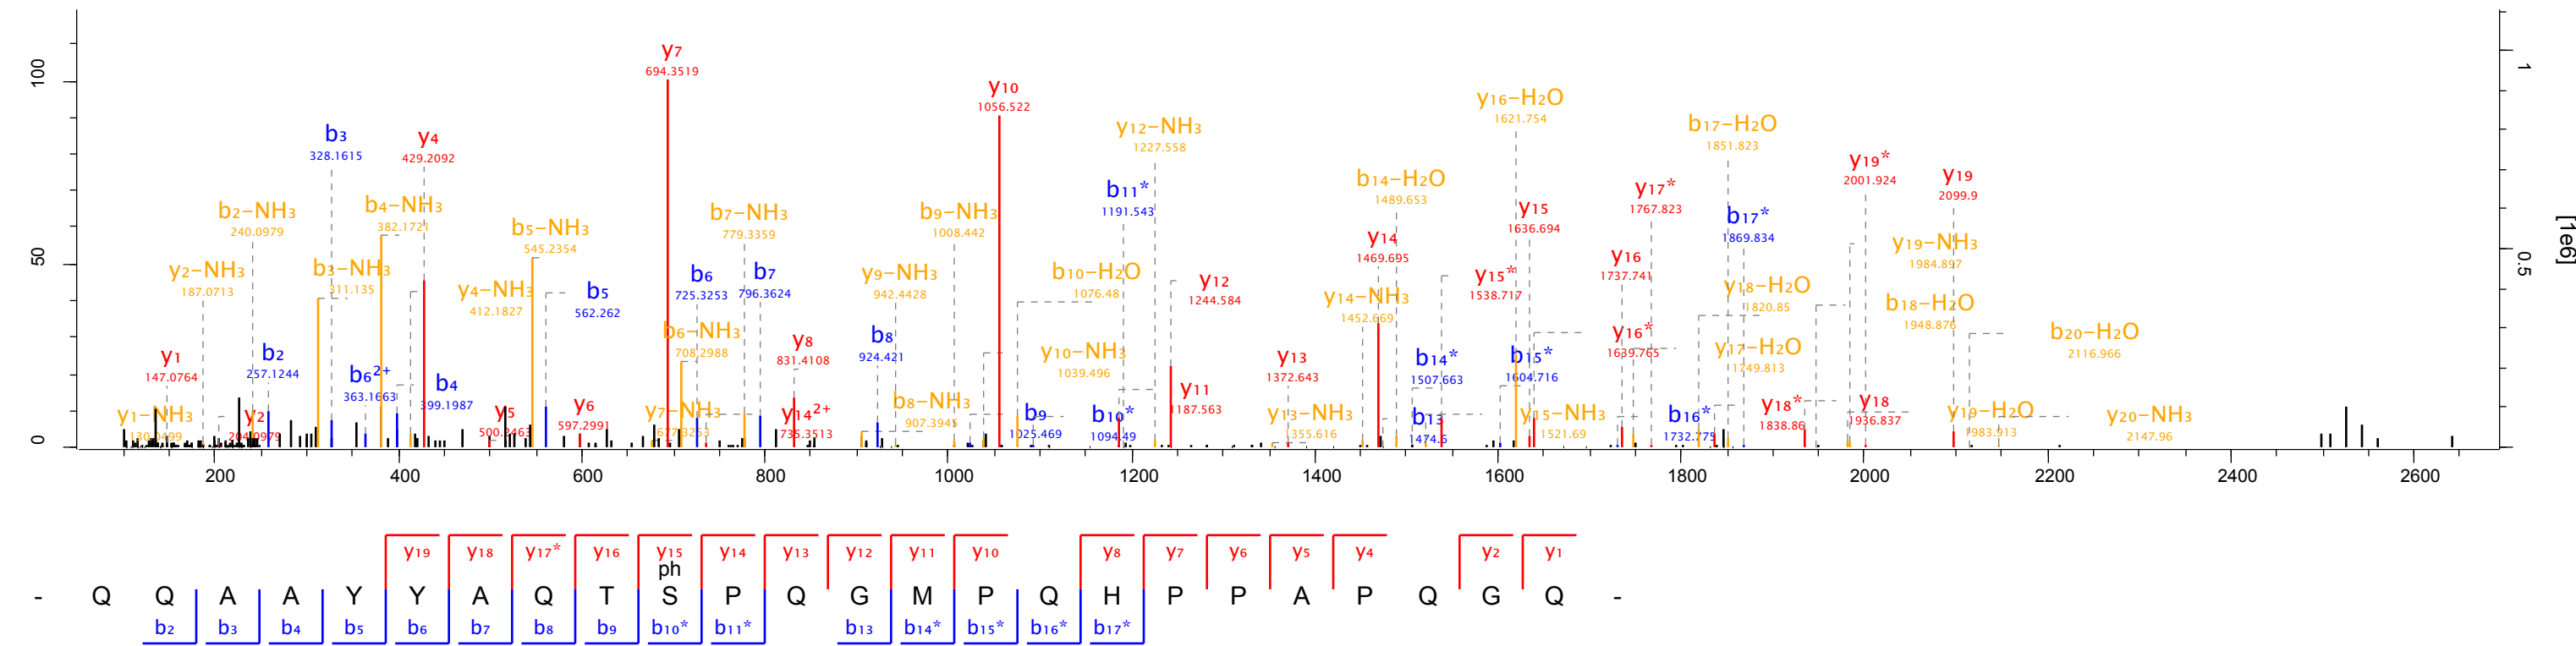 y₇
694.3519
y₁₀
1056.522
y₁₆–H₂O
1621.754
b₃
328.1615
y₄
429.2092
y₁₂–NH₃
1227.558
b₁₇–H₂O
1851.823
b₂–NH₃
240.0979
b₄–NH₃
382.1721
b₅–NH₃
545.2354
b₇–NH₃
779.3359
b₉–NH₃
1008.442
b₁₁*
1191.543
b₁₄–H₂O
1489.653
y₁₅
1636.694
y₁₇*
1767.823
b₁₇*
1869.834
y₁₉*
2001.924
y₁₉
2099.9
y₂–NH₃
187.0713
b₃–NH₃
311.135
y₄–NH₃
412.1827
b₅
562.262
b₆
725.3253
b₇
796.3624
y₉–NH₃
942.4428
b₁₀–H₂O
1076.48
y₁₂
1244.584
y₁₄
1469.695
y₁₄–NH₃
1452.669
y₁₅*
1538.717
y₁₆
1737.741
y₁₈–H₂O
1820.85
y₁₉–NH₃
1984.897
b₁₈–H₂O
1948.876
b₂₀–H₂O
2116.966
y₁
147.0764
b₂
257.1244
b₆²⁺
363.1663
b₄
399.1987
b₆–NH₃
708.2988
y₈
831.4108
b₈
924.421
y₁₀–NH₃
1039.496
y₁₃
1372.643
b₁₄*
1507.663
b₁₅*
1604.716
y₁₆*
1639.765
y₁₇–H₂O
1749.813
y₁–NH₃
130.0499
y₂
204.0979
y₅
500.2463
y₆
597.2991
y₇–NH₃
677.3253
y₁₄²⁺
735.3513
b₈–NH₃
907.3945
b₉
1025.469
b₁₀*
1094.49
y₁₁
1187.563
y₁₃–NH₃
1355.616
b₁₃
1474.6
y₁₅–NH₃
1521.69
b₁₆*
1732.775
y₁₈*
1838.86
y₁₈
1936.837
y₁₉–H₂O
1983.913
y₂₀–NH₃
2147.96
0
50
100
0.5
1
[1e6]
200 400 600 800 1000 1200 1400 1600 1800 2000 2200 2400 2600
y₁₉ y₁₈ y₁₇* y₁₆ y₁₅ y₁₄ y₁₃ y₁₂ y₁₁ y₁₀ y₈ y₇ y₆ y₅ y₄ y₂ y₁
ph
- Q Q A A Y Y A Q T S P Q G M P Q H P P A P Q G Q -
b₂ b₃ b₄ b₅ b₆ b₇ b₈ b₉ b₁₀* b₁₁* b₁₃ b₁₄* b₁₅* b₁₆* b₁₇*